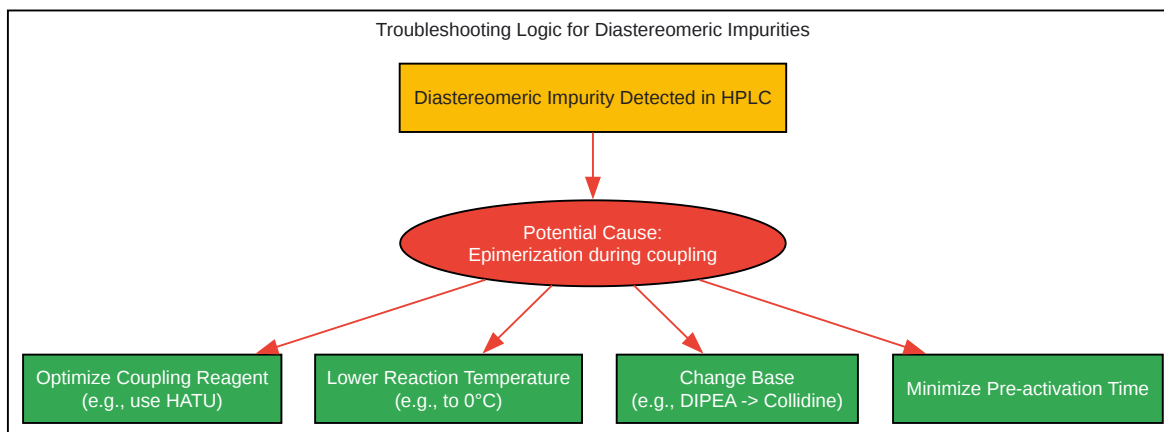 Troubleshooting Logic for Diastereomeric Impurities
Diastereomeric Impurity Detected in HPLC
Potential Cause:
Epimerization during coupling
Optimize Coupling Reagent
(e.g., use HATU)
Lower Reaction Temperature
(e.g., to 0°C)
Change Base
(e.g., DIPEA -> Collidine)
Minimize Pre-activation Time